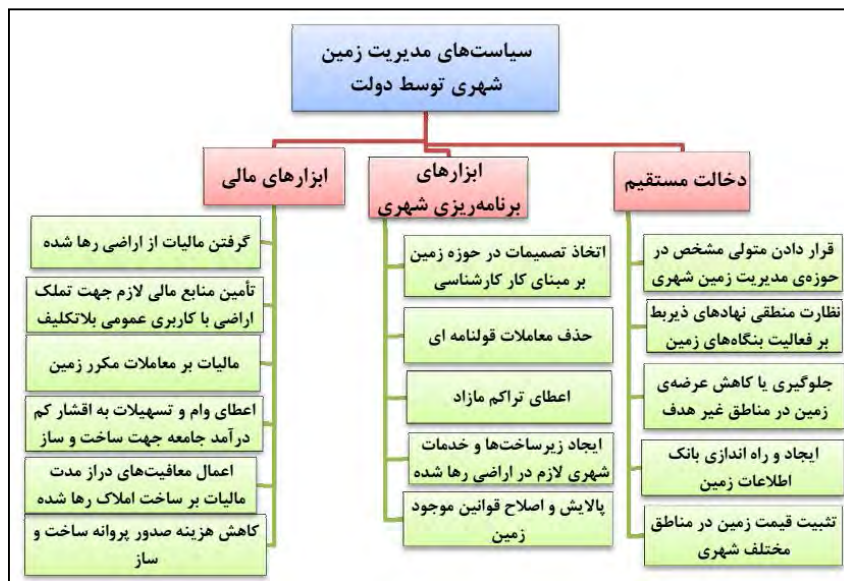 سیاست‌های مدیریت زمین
شهری توسط دولت
دخالت مستقیم
قرار دادن متولی مشخص در
حوزه‌ی مدیریت زمین شهری
نظارت منطقی نهادهای ذیربط
بر فعالیت بنگاه‌های زمین
جلوگیری یا کاهش عرضه‌ی
زمین در مناطق غیر هدف
ایجاد و راه اندازی بانک
اطلاعات زمین
تثبیت قیمت زمین در مناطق
مختلف شهری
ابزارهای
برنامه‌ریزی شهری
اتخاذ تصمیمات در حوزه زمین
بر مبنای کار کارشناسی
حذف معاملات قولنامه ای
اعطای تراکم مازاد
ایجاد زیرساخت‌ها و خدمات
شهری لازم در اراضی رها شده
پالایش و اصلاح قوانین موجود
زمین
ابزارهای مالی
گرفتن مالیات از اراضی رها شده
تأمین منابع مالی لازم جهت تملک
اراضی با کاربری عمومی بلاتکلیف
مالیات بر معاملات مکرر زمین
اعطای وام و تسهیلات به اقشار کم
درآمد جامعه جهت ساخت و ساز
اعمال معافیت‌های دراز مدت
مالیات بر ساخت املاک رها شده
کاهش هزینه صدور پروانه ساخت و
ساز